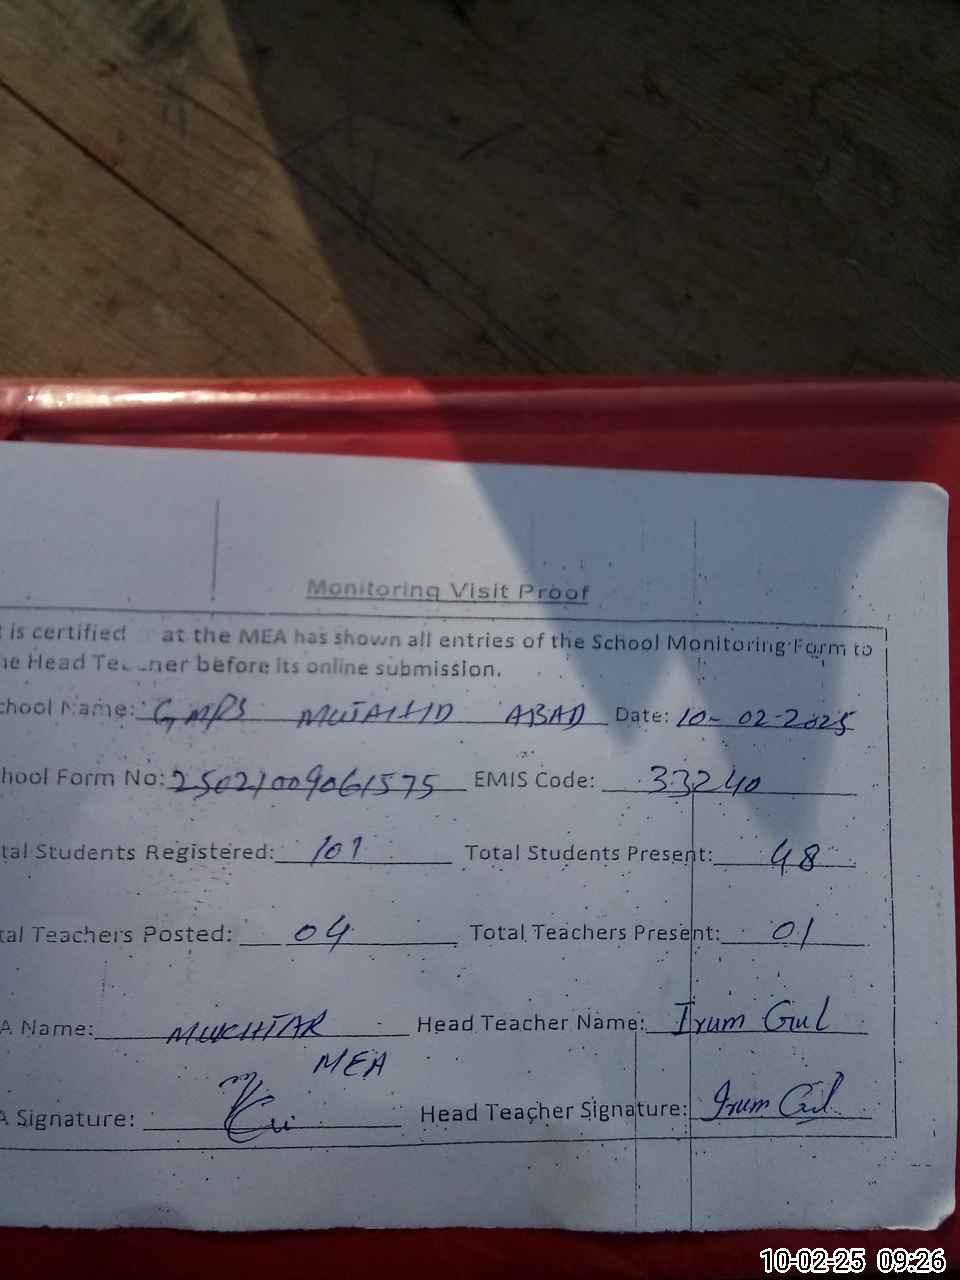 Monitoring Visit Proof
t is certified at the MEA has shown all entries of the School Monitoring Form to
he Head Te ner before its online submission.
chool Name: GMPS MUJAHID ABAD Date: 10-02-2025
hool Form No: 25021009061575 EMIS Code: 33240
tal Students Registered: 101 Total Students Present: 48
tal Teachers Posted: 04 Total Teachers Present: 01
A Name: MUKHTAR Head Teacher Name: Irum Gul
MEA
A Signature: Head Teacher Signature: Irum Gul
10-02-25 09:26